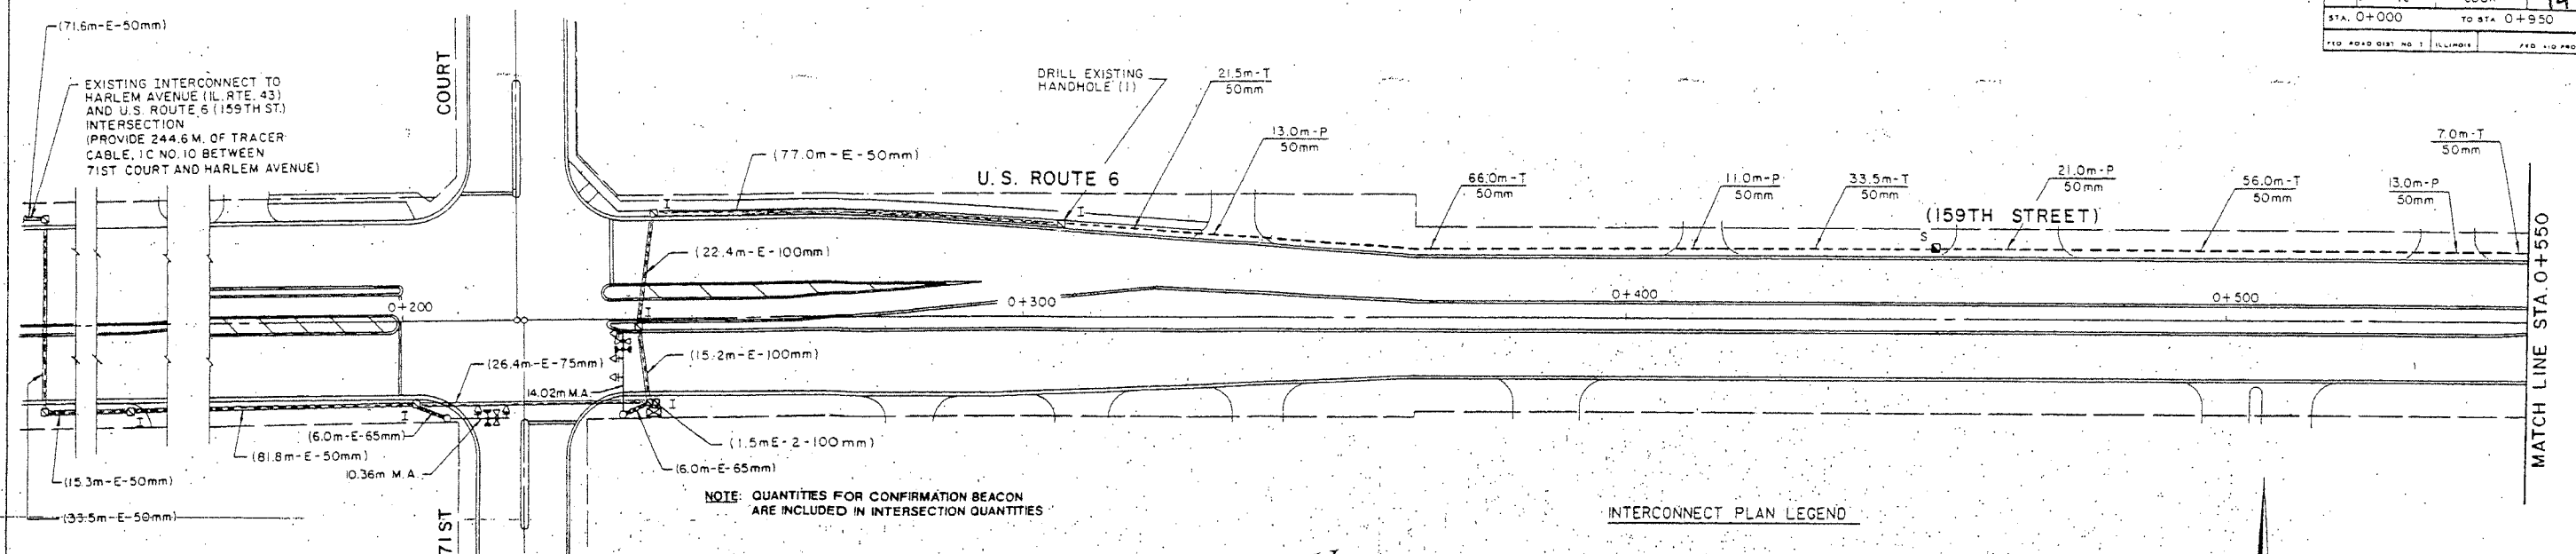 STA. 0+000 TO STA 0+950
FED ROAD DIST NO 1 ILLINOIS
(71.6m-E-50mm)
EXISTING INTERCONNECT TO
HARLEM AVENUE (IL. RTE. 43)
AND U.S. ROUTE 6 (159TH ST.)
INTERSECTION
(PROVIDE 244.6 M. OF TRACER
CABLE, 1C NO. 10 BETWEEN
71ST COURT AND HARLEM AVENUE)
COURT
DRILL EXISTING
HANDHOLE (1)
21.5m-T
50mm
13.0m-P
50mm
(77.0m-E-50mm)
U.S. ROUTE 6
66.0m-T
50mm
11.0m-P
50mm
33.5m-T
50mm
21.0m-P
50mm
56.0m-T
50mm
13.0m-P
50mm
7.0m-T
50mm
(159TH STREET)
S
I
I
(22.4m-E-100mm)
0+200
0+300
0+400
0+500
MATCH LINE STA. 0+550
I
(26.4m-E-75mm)
(15.2m-E-100mm)
14.02m M.A.
I
I
I
(6.0m-E-65mm)
(81.8m-E-50mm)
10.36m M.A.
(1.5mE-2-100mm)
(6.0m-E-65mm)
(15.3m-E-50mm)
(33.5m-E-50mm)
71ST
NOTE: QUANTITIES FOR CONFIRMATION BEACON
ARE INCLUDED IN INTERSECTION QUANTITIES
INTERCONNECT PLAN LEGEND